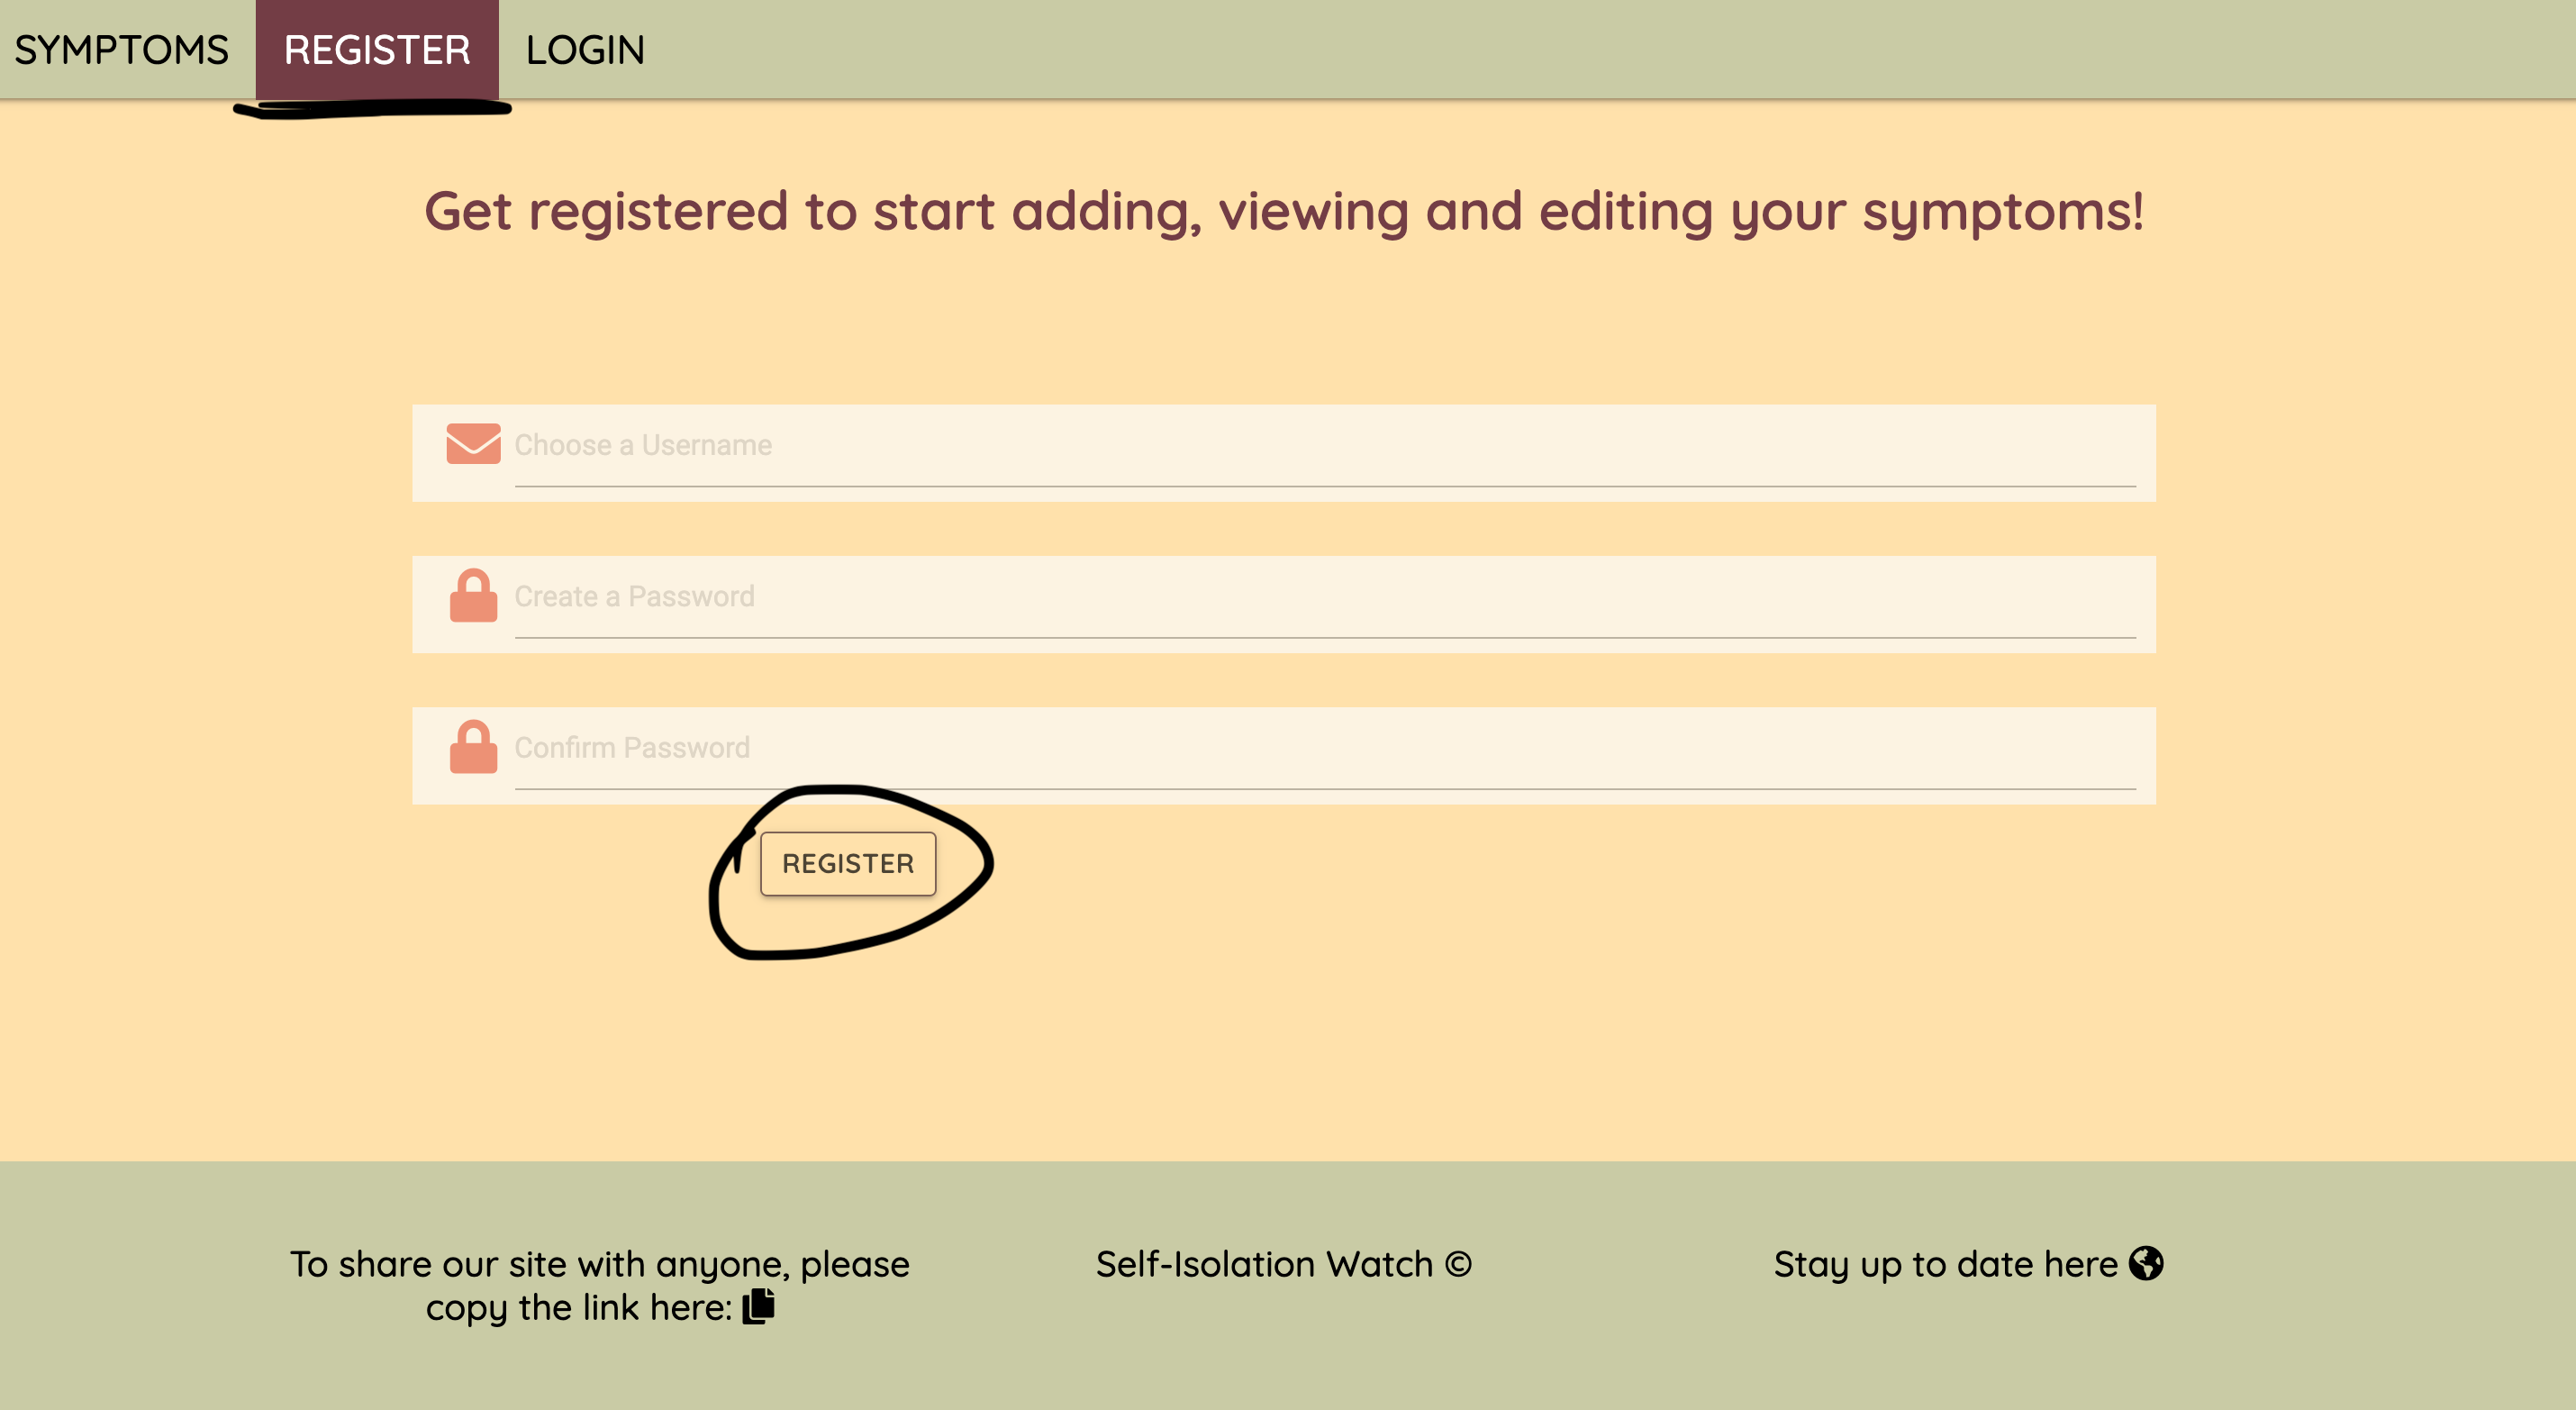 SYMPTOMS REGISTER LOGIN
Get registered to start adding, viewing and editing your symptoms!
Choose a Username
Create a Password
Confirm Password
REGISTER
To share our site with anyone, please
copy the link here:
Self-Isolation Watch ©
Stay up to date here